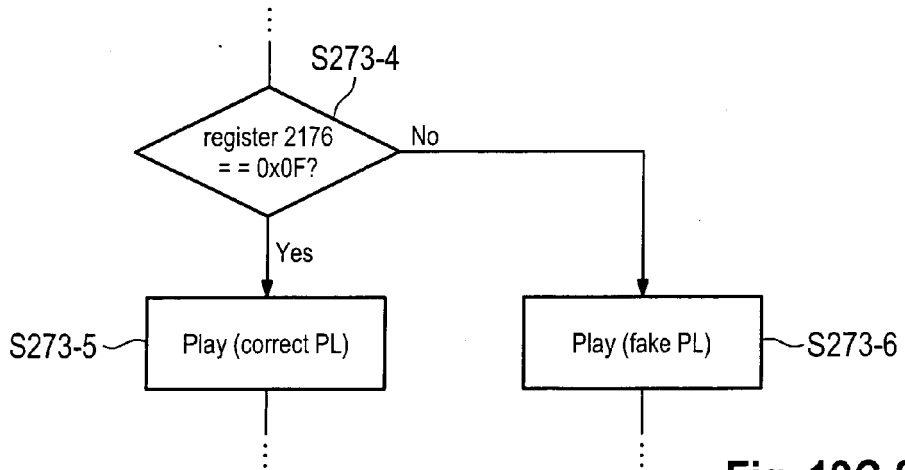 S273-4
register 2176
= = 0x0F?
No
Yes
S273-5
Play (correct PL)
Play (fake PL)
S273-6